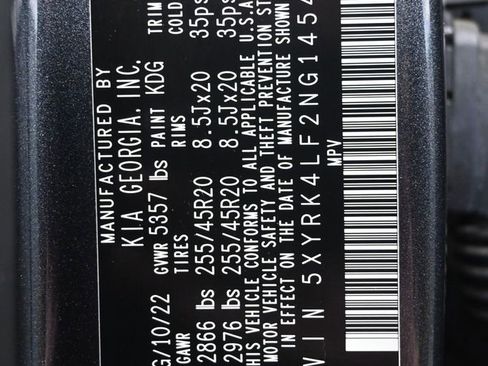 MANUFACTURED BY
KIA GEORGIA, INC.
G/10/22 GVWR 5357 lbs PAINT KDG TRIM
GAWR TIRES RIMS COLD
2866 lbs 255/45R20 8.5Jx20 35ps
2976 lbs 255/45R20 8.5Jx20 35ps
THIS VEHICLE CONFORMS TO ALL APPLICABLE U.S.A
MOTOR VEHICLE SAFETY AND THEFT PREVENTION ST
IN EFFECT ON THE DATE OF MANUFACTURE SHOWN
VIN 5XYRK4LF2NG1454
MPV